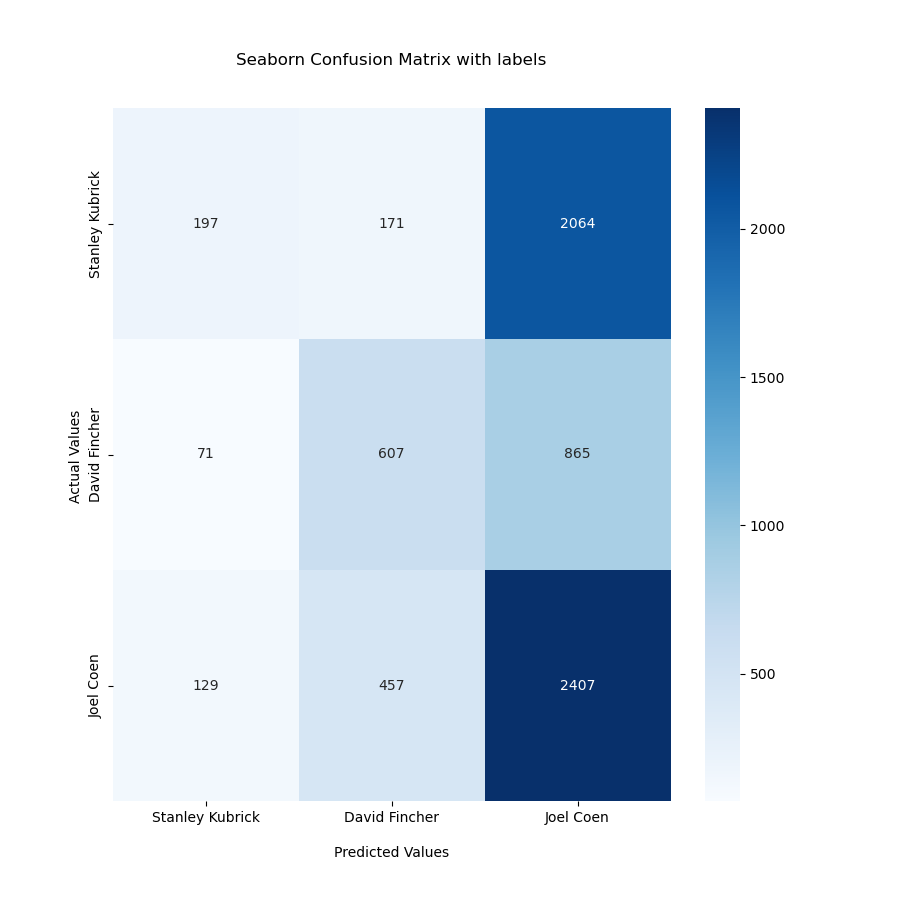 Seaborn Confusion Matrix with labels
Actual Values
Stanley Kubrick
197 171 2064
David Fincher
71 607 865
Joel Coen
129 457 2407
Stanley Kubrick David Fincher Joel Coen
Predicted Values
2000
1500
1000
500